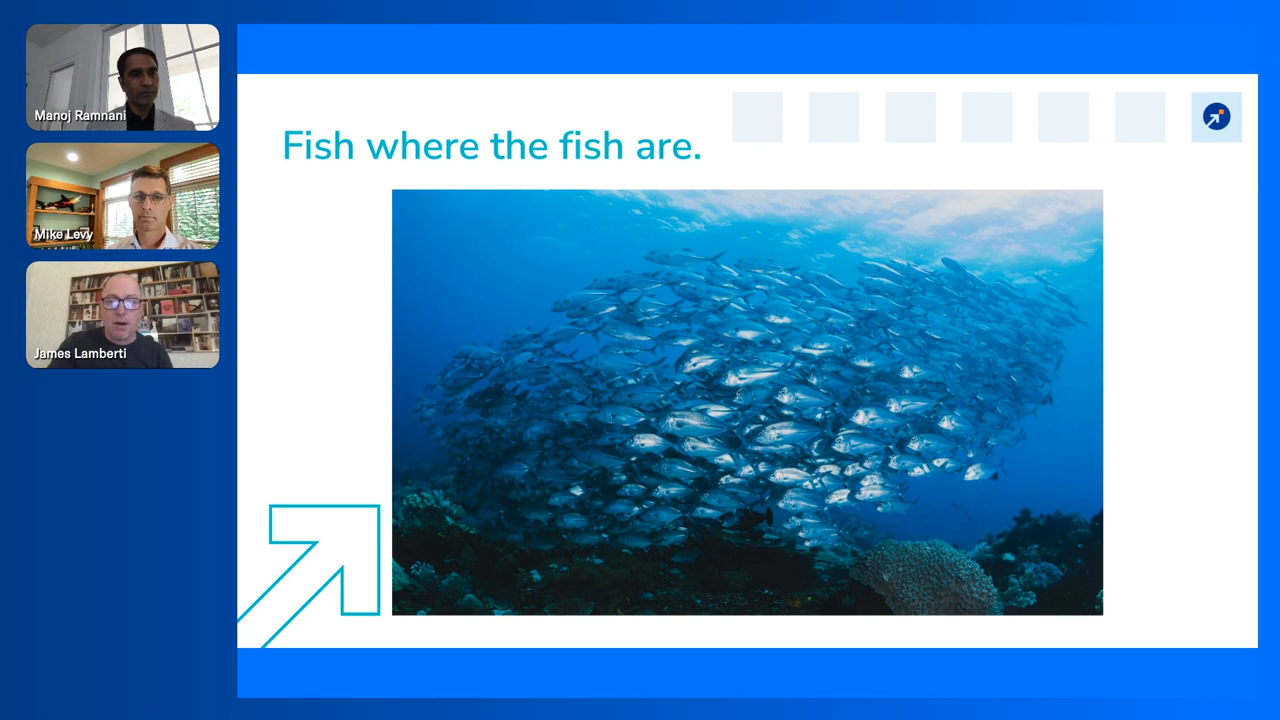 Manoj Ramnani
Mike Levy
James Lamberti
Fish where the fish are.